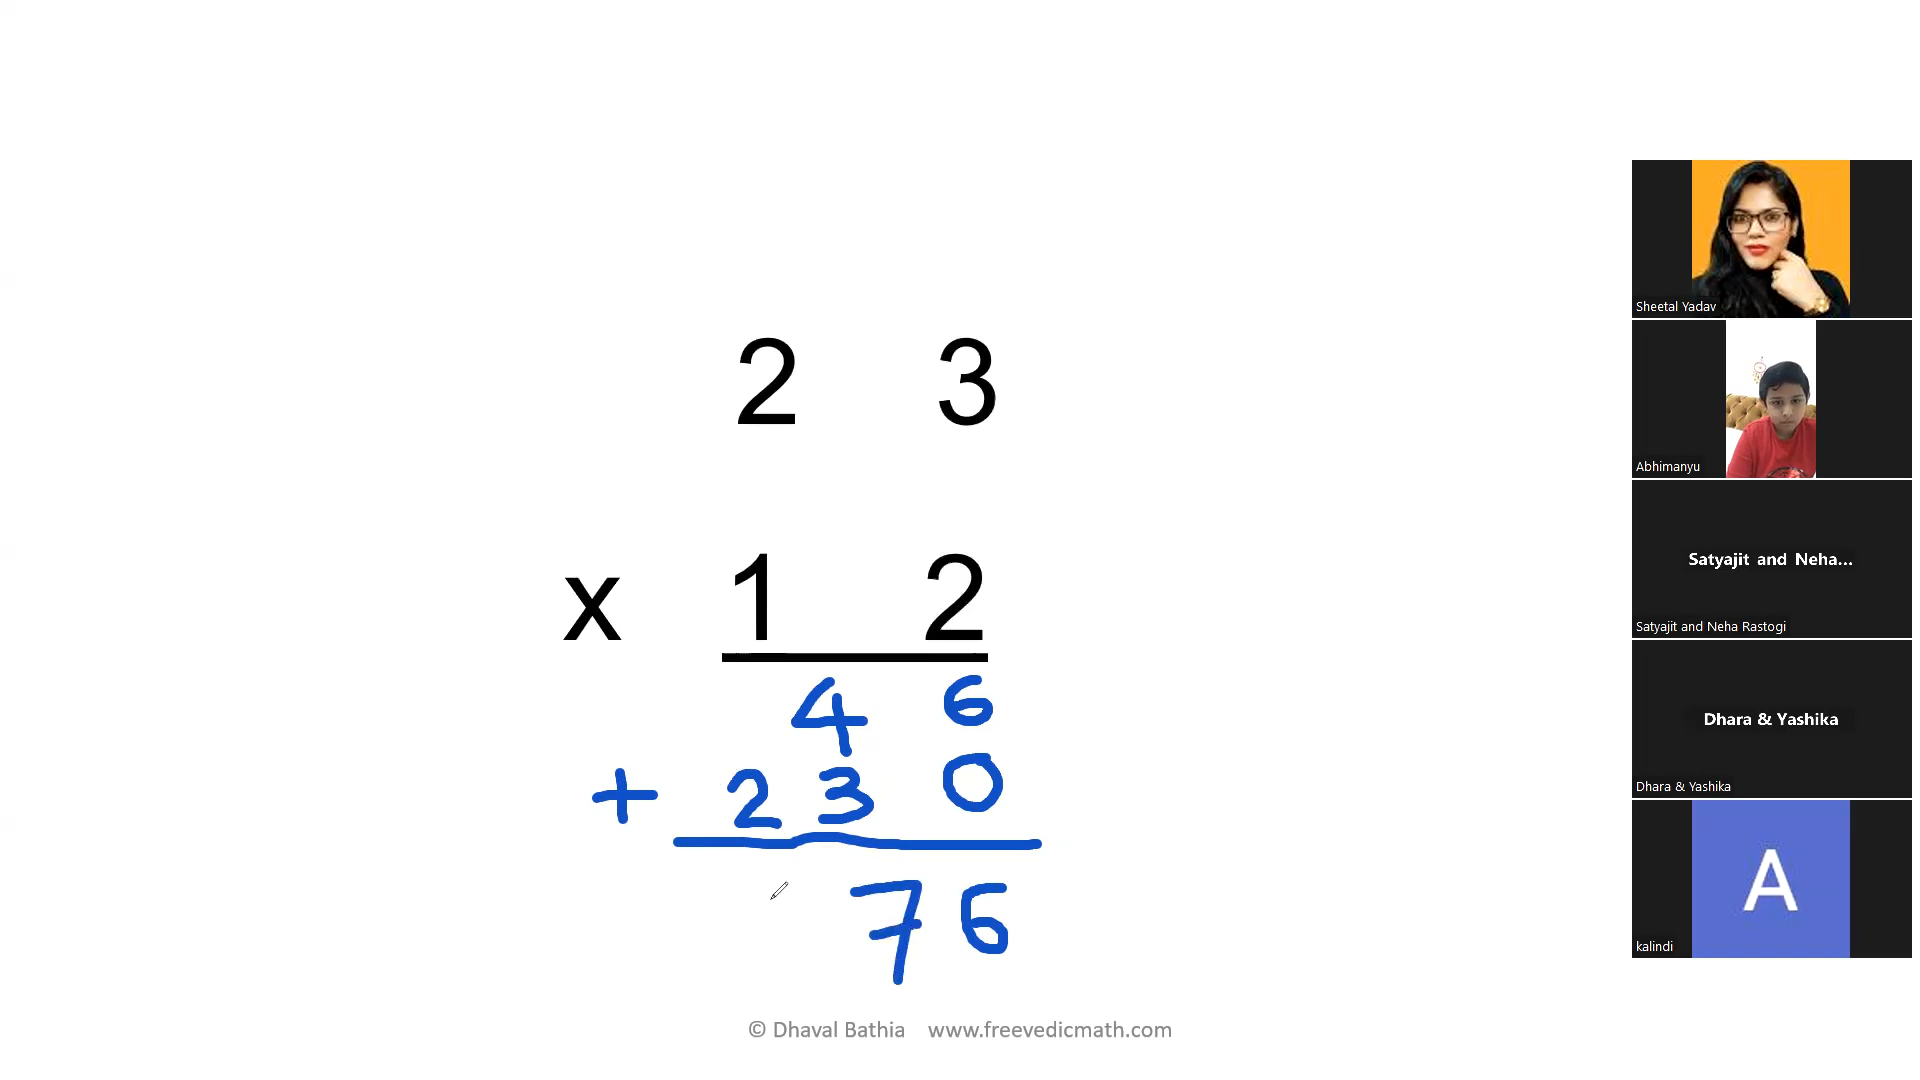 2 3
x 1 2
4 6
+ 2 3 0
7 6
© Dhaval Bathia www.freevedicmath.com
Sheetal Yadav
Abhimanyu
Satyajit and Neha...
Satyajit and Neha Rastogi
Dhara & Yashika
Dhara & Yashika
A
kalindi